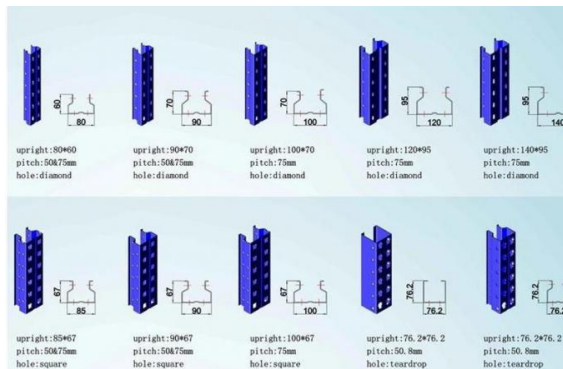 60
80
upright:80*60
pitch:50&75mm
hole:diamond
70
90
upright:90*70
pitch:50&75mm
hole:diamond
70
100
upright:100*70
pitch:75mm
hole:diamond
95
120
upright:120*95
pitch:75mm
hole:diamond
95
140
upright:140*95
pitch:75mm
hole:diamond
67
85
upright:85*67
pitch:50&75mm
hole:square
67
90
upright:90*67
pitch:50&75mm
hole:square
67
100
upright:100*67
pitch:75mm
hole:square
76.2
76.2
upright:76.2*76.2
pitch:50.8mm
hole:teardrop
76.2
76.2
upright:76.2*76.2
pitch:50.8mm
hole:teardrop